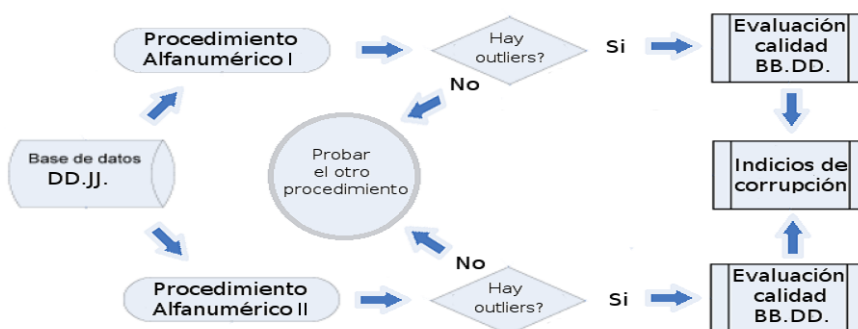 Procedimiento
Alfanumérico I
Hay
outliers?
Si
Evaluación
calidad
BB.DD.
No
Base de datos
DD.JJ.
Probar
el otro
procedimiento
Indicios de
corrupción
No
Procedimiento
Alfanumérico II
Hay
outliers?
Si
Evaluación
calidad
BB.DD.